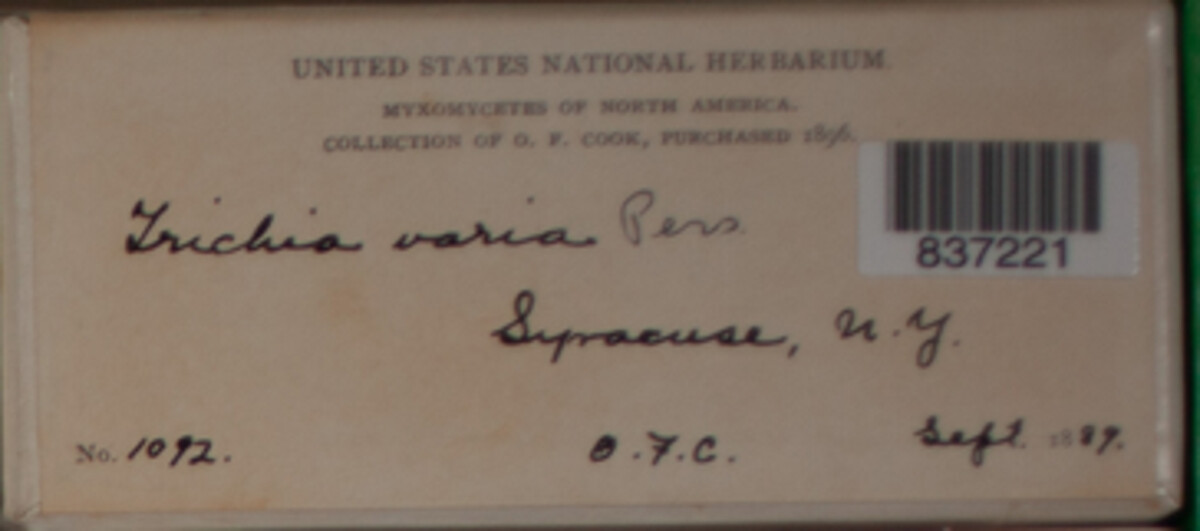 UNITED STATES NATIONAL HERBARIUM.
MYXOMYCETES OF NORTH AMERICA.
COLLECTION OF O. F. COOK, PURCHASED 1896.
Trichia varia Pers.
837221
Syracuse, N.Y.
No. 1092. O.F.C. Sept. 1889.